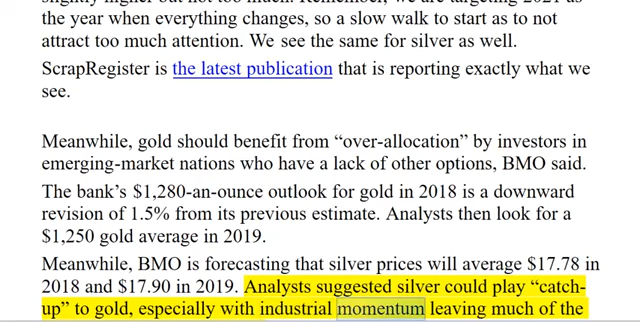 slightly higher but not too much. Remember, we are targeting 2021 as
the year when everything changes, so a slow walk to start as to not
attract too much attention. We see the same for silver as well.
ScrapRegister is the latest publication that is reporting exactly what we
see.
Meanwhile, gold should benefit from “over-allocation” by investors in
emerging-market nations who have a lack of other options, BMO said.
The bank’s $1,280-an-ounce outlook for gold in 2018 is a downward
revision of 1.5% from its previous estimate. Analysts then look for a
$1,250 gold average in 2019.
Meanwhile, BMO is forecasting that silver prices will average $17.78 in
2018 and $17.90 in 2019. Analysts suggested silver could play “catch-
up” to gold, especially with industrial momentum leaving much of the